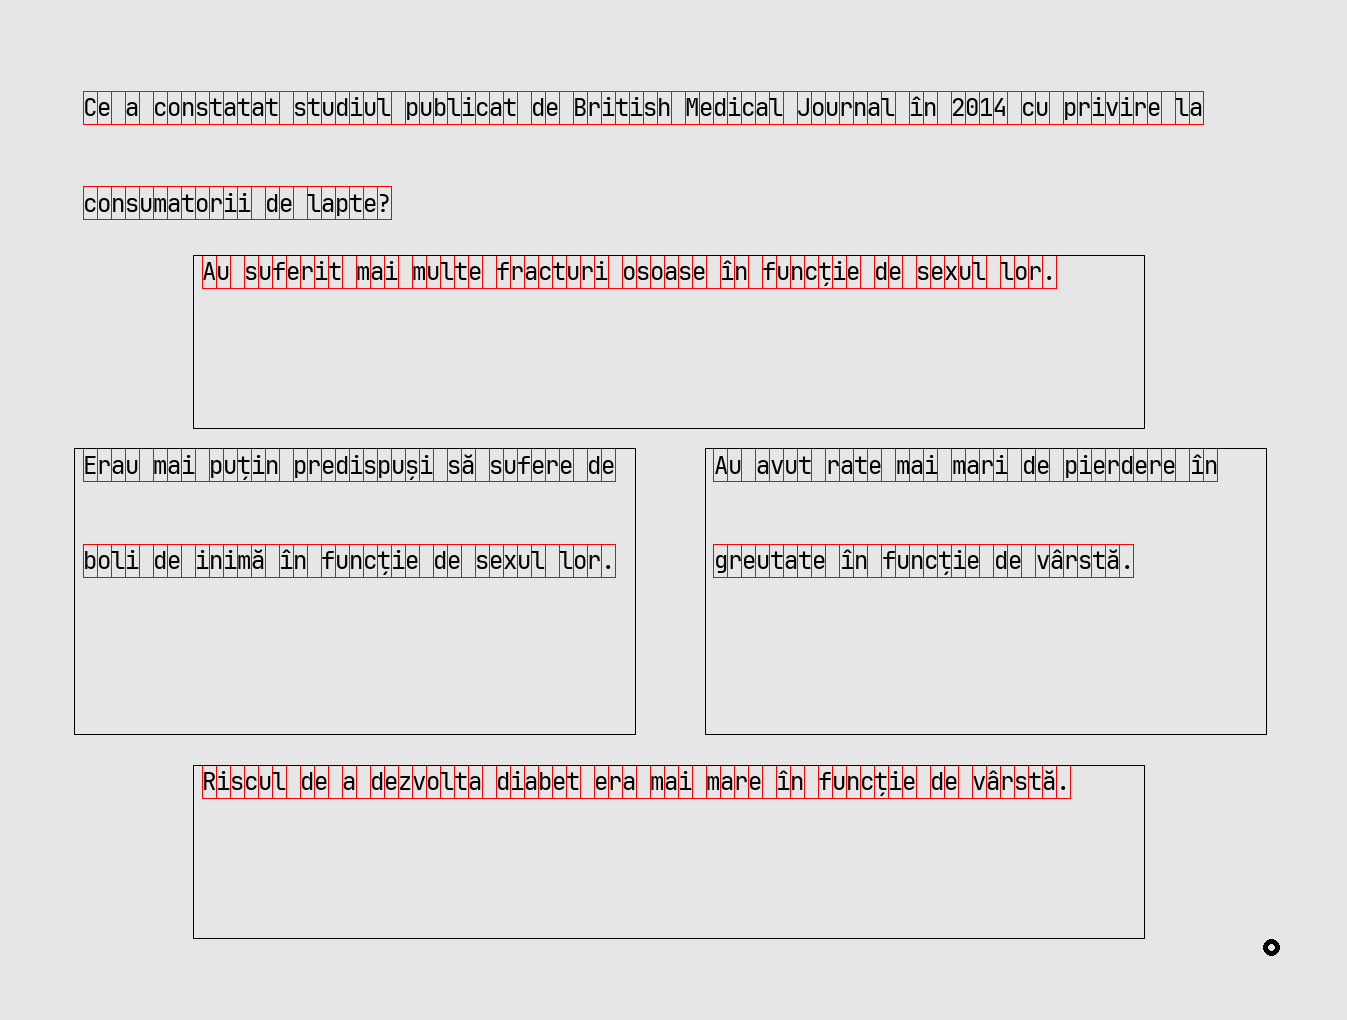 Ce a constatat studiul publicat de British Medical Journal în 2014 cu privire la
consumatorii de lapte?
Au suferit mai multe fracturi osoase în funcție de sexul lor.
Erau mai puțin predispuși să sufere de
boli de inimă în funcție de sexul lor.
Au avut rate mai mari de pierdere în
greutate în funcție de vârstă.
Riscul de a dezvolta diabet era mai mare în funcție de vârstă.